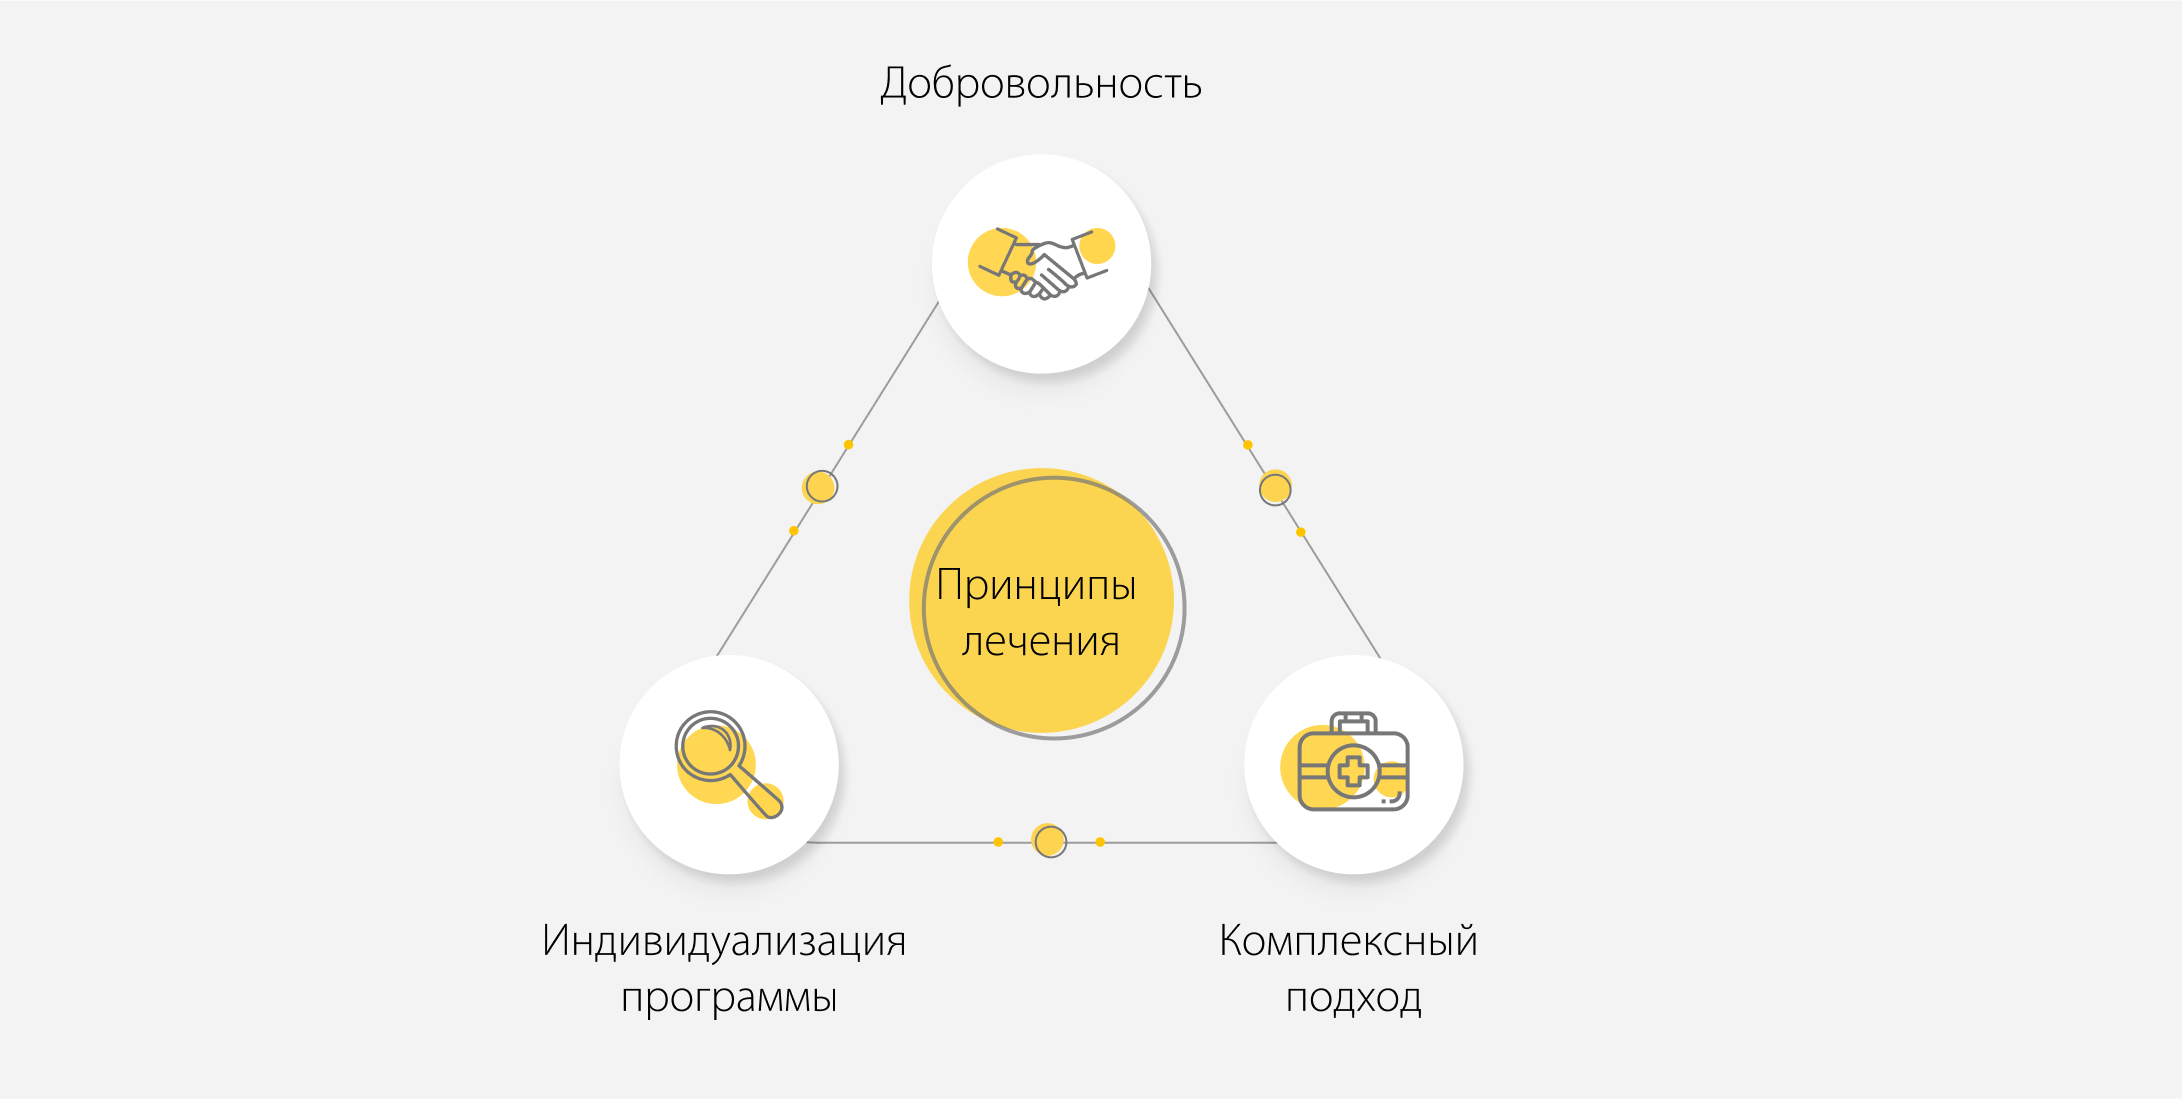 Добровольность
Принципы
лечения
Индивидуализация
программы
Комплексный
подход